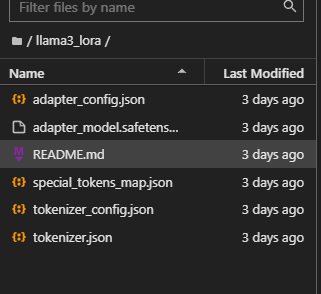 Filter files by name
/ llama3_lora /
Name Last Modified
adapter_config.json 3 days ago
adapter_model.safetens... 3 days ago
README.md 3 days ago
special_tokens_map.json 3 days ago
tokenizer_config.json 3 days ago
tokenizer.json 3 days ago